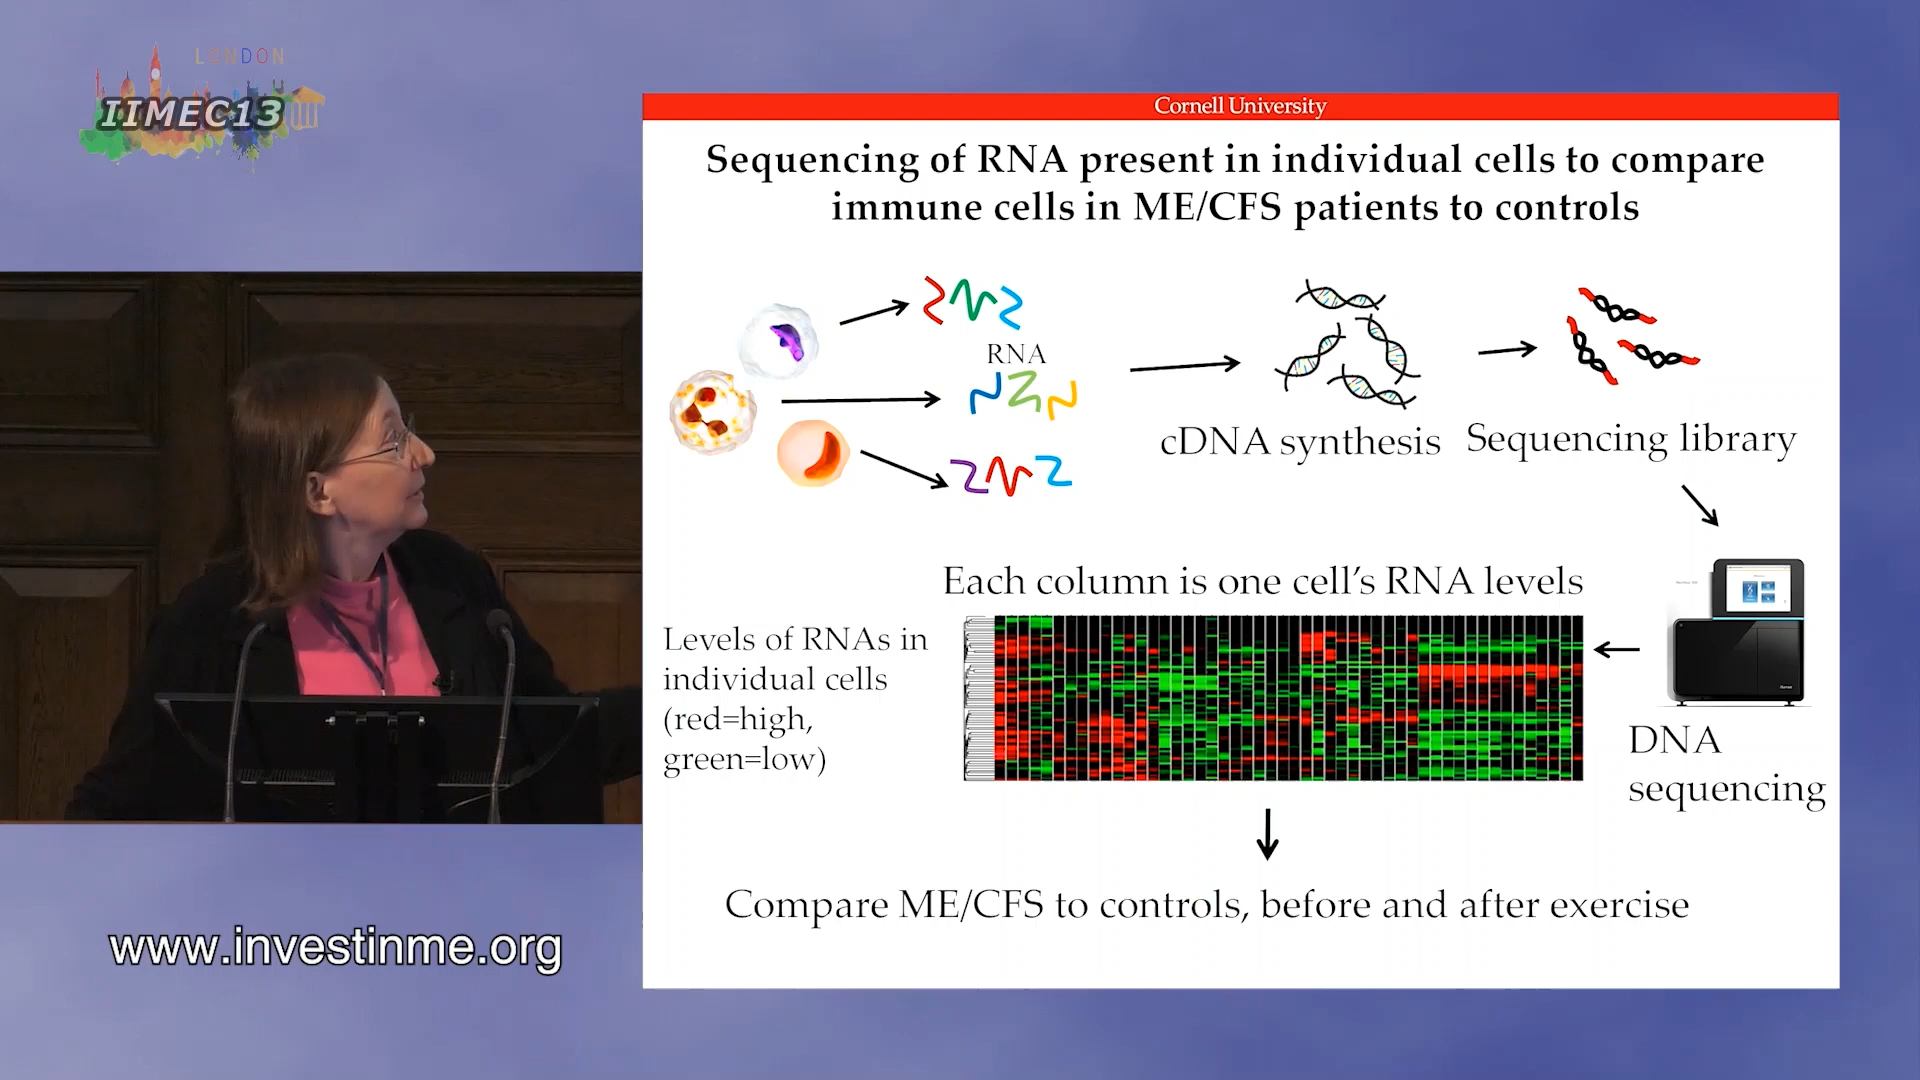 LONDON
IIMEC13
Cornell University
Sequencing of RNA present in individual cells to compare
immune cells in ME/CFS patients to controls
RNA
cDNA synthesis
Sequencing library
Each column is one cell's RNA levels
Levels of RNAs in
individual cells
(red=high,
green=low)
DNA
sequencing
Compare ME/CFS to controls, before and after exercise
www.investinme.org